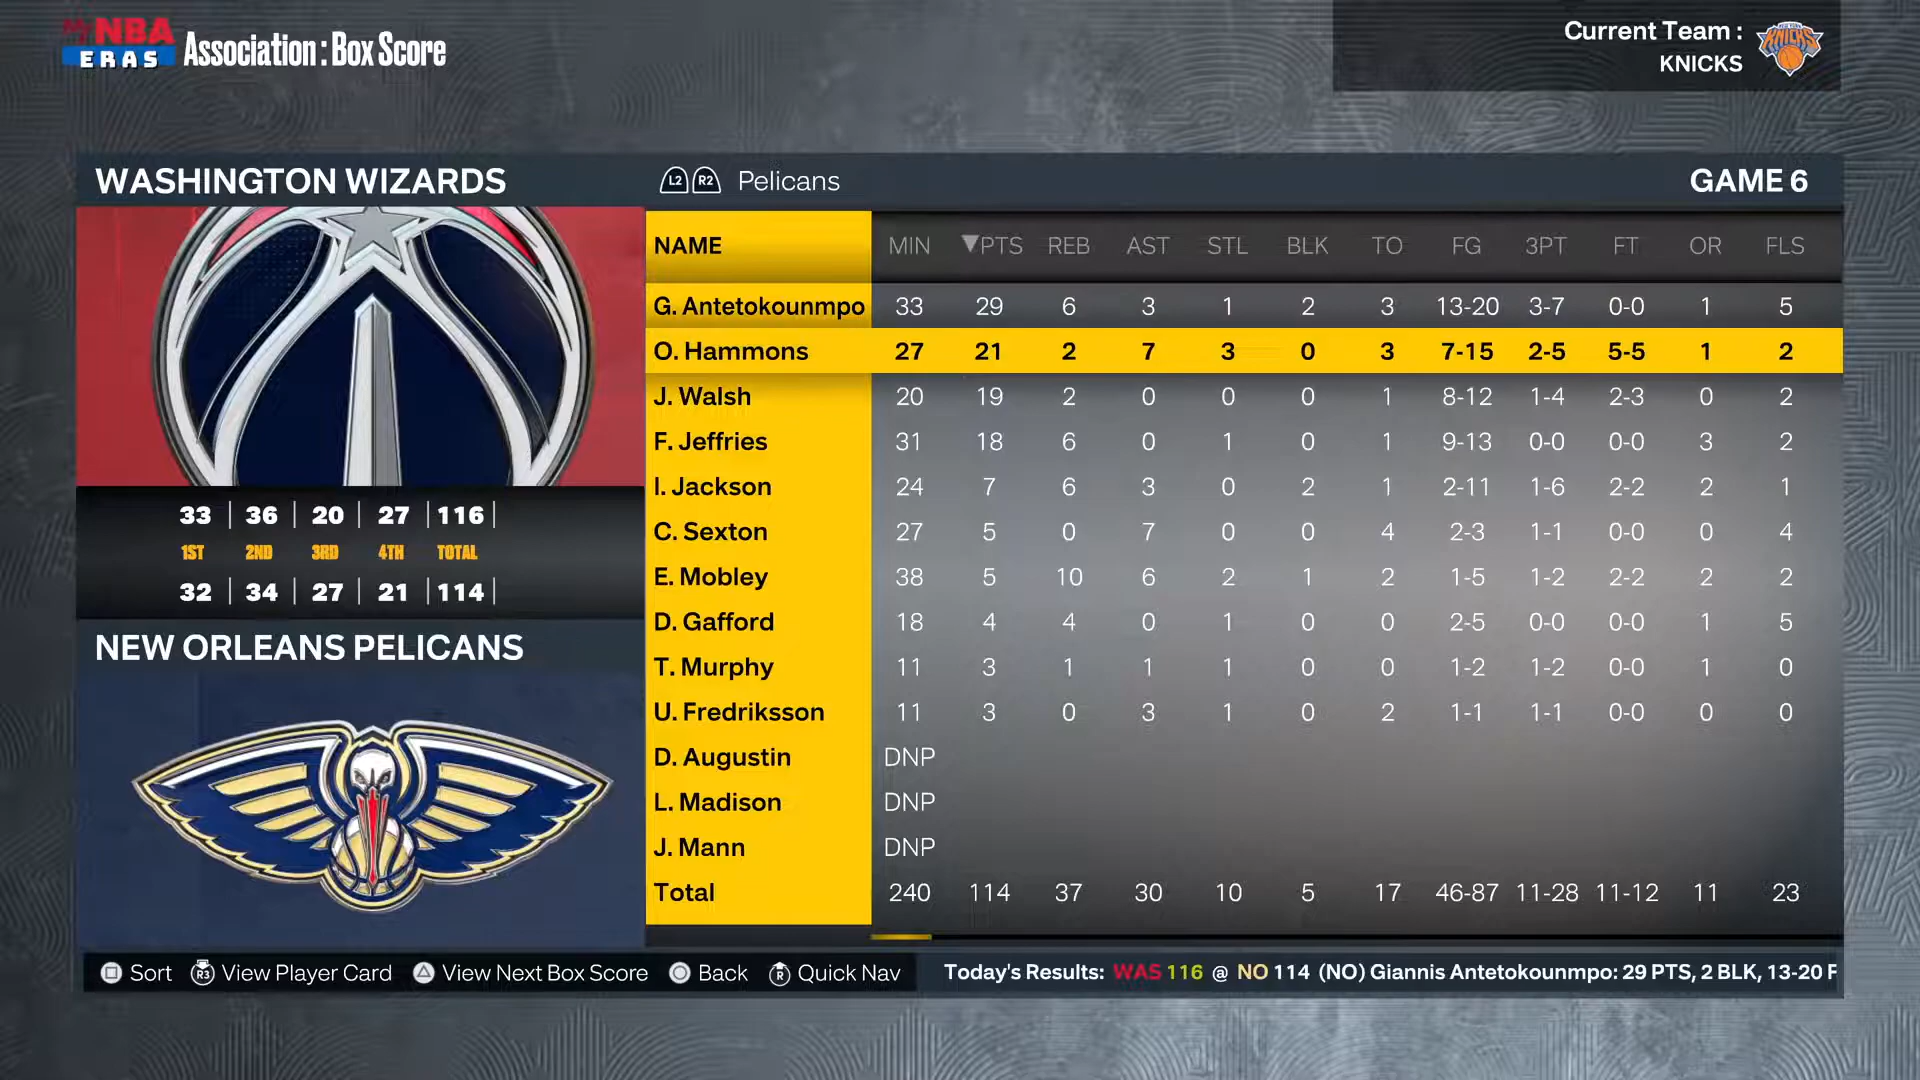 My NBA ERAS Association: Box Score
Current Team :
KNICKS
NEW YORK KNICKS
WASHINGTON WIZARDS
L2 R2 Pelicans
GAME 6
NAME MIN ▼PTS REB AST STL BLK TO FG 3PT FT OR FLS
G. Antetokounmpo 33 29 6 3 1 2 3 13-20 3-7 0-0 1 5
O. Hammons 27 21 2 7 3 0 3 7-15 2-5 5-5 1 2
J. Walsh 20 19 2 0 0 0 1 8-12 1-4 2-3 0 2
F. Jeffries 31 18 6 0 1 0 1 9-13 0-0 0-0 3 2
I. Jackson 24 7 6 3 0 2 1 2-11 1-6 2-2 2 1
C. Sexton 27 5 0 7 0 0 4 2-3 1-1 0-0 0 4
E. Mobley 38 5 10 6 2 1 2 1-5 1-2 2-2 2 2
D. Gafford 18 4 4 0 1 0 0 2-5 0-0 0-0 1 5
T. Murphy 11 3 1 1 1 0 0 1-2 1-2 0-0 1 0
U. Fredriksson 11 3 0 3 1 0 2 1-1 1-1 0-0 0 0
D. Augustin DNP
L. Madison DNP
J. Mann DNP
Total 240 114 37 30 10 5 17 46-87 11-28 11-12 11 23
33 | 36 | 20 | 27 | 116 |
1ST 2ND 3RD 4TH TOTAL
32 | 34 | 27 | 21 | 114 |
NEW ORLEANS PELICANS
Sort R3 View Player Card View Next Box Score Back R Quick Nav
Today's Results: WAS 116 @ NO 114 (NO) Giannis Antetokounmpo: 29 PTS, 2 BLK, 13-20 F